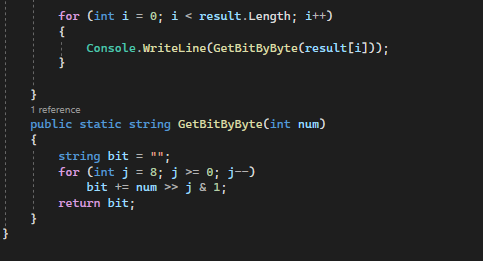 for (int i = 0; i < result.Length; i++)
{
Console.WriteLine(GetBitByByte(result[i]));
}
}
1 reference
public static string GetBitByByte(int num)
{
string bit = "";
for (int j = 8; j >= 0; j--)
bit += num >> j & 1;
return bit;
}
}